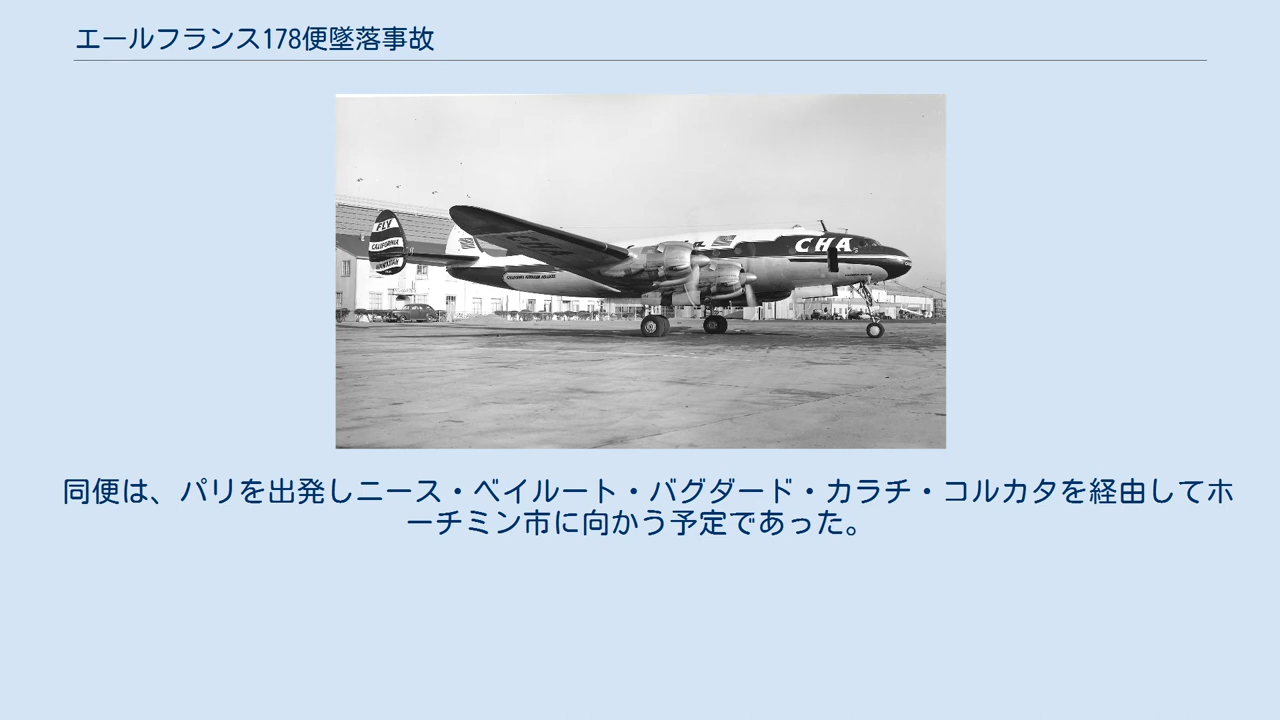 エールフランス178便墜落事故
FLY
CALIFORNIA
HAWAIIAN
CHA
同便は、パリを出発しニース・ベイルート・バグダード・カラチ・コルカタを経由してホ
ーチミン市に向かう予定であった。